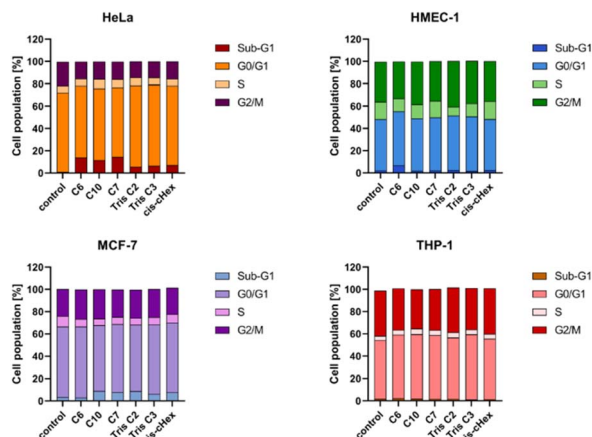 HeLa
Cell population [%]
120
100
80
60
40
20
0
control
C6
C10
C7
Tris C2
Tris C3
cis-cHex
Sub-G1
G0/G1
S
G2/M
HMEC-1
Cell population [%]
120
100
80
60
40
20
0
control
C6
C10
C7
Tris C2
Tris C3
cis-cHex
Sub-G1
G0/G1
S
G2/M
MCF-7
Cell population [%]
120
100
80
60
40
20
0
control
C6
C10
C7
Tris C2
Tris C3
cis-cHex
Sub-G1
G0/G1
S
G2/M
THP-1
Cell population [%]
120
100
80
60
40
20
0
control
C6
C10
C7
Tris C2
Tris C3
cis-cHex
Sub-G1
G0/G1
S
G2/M